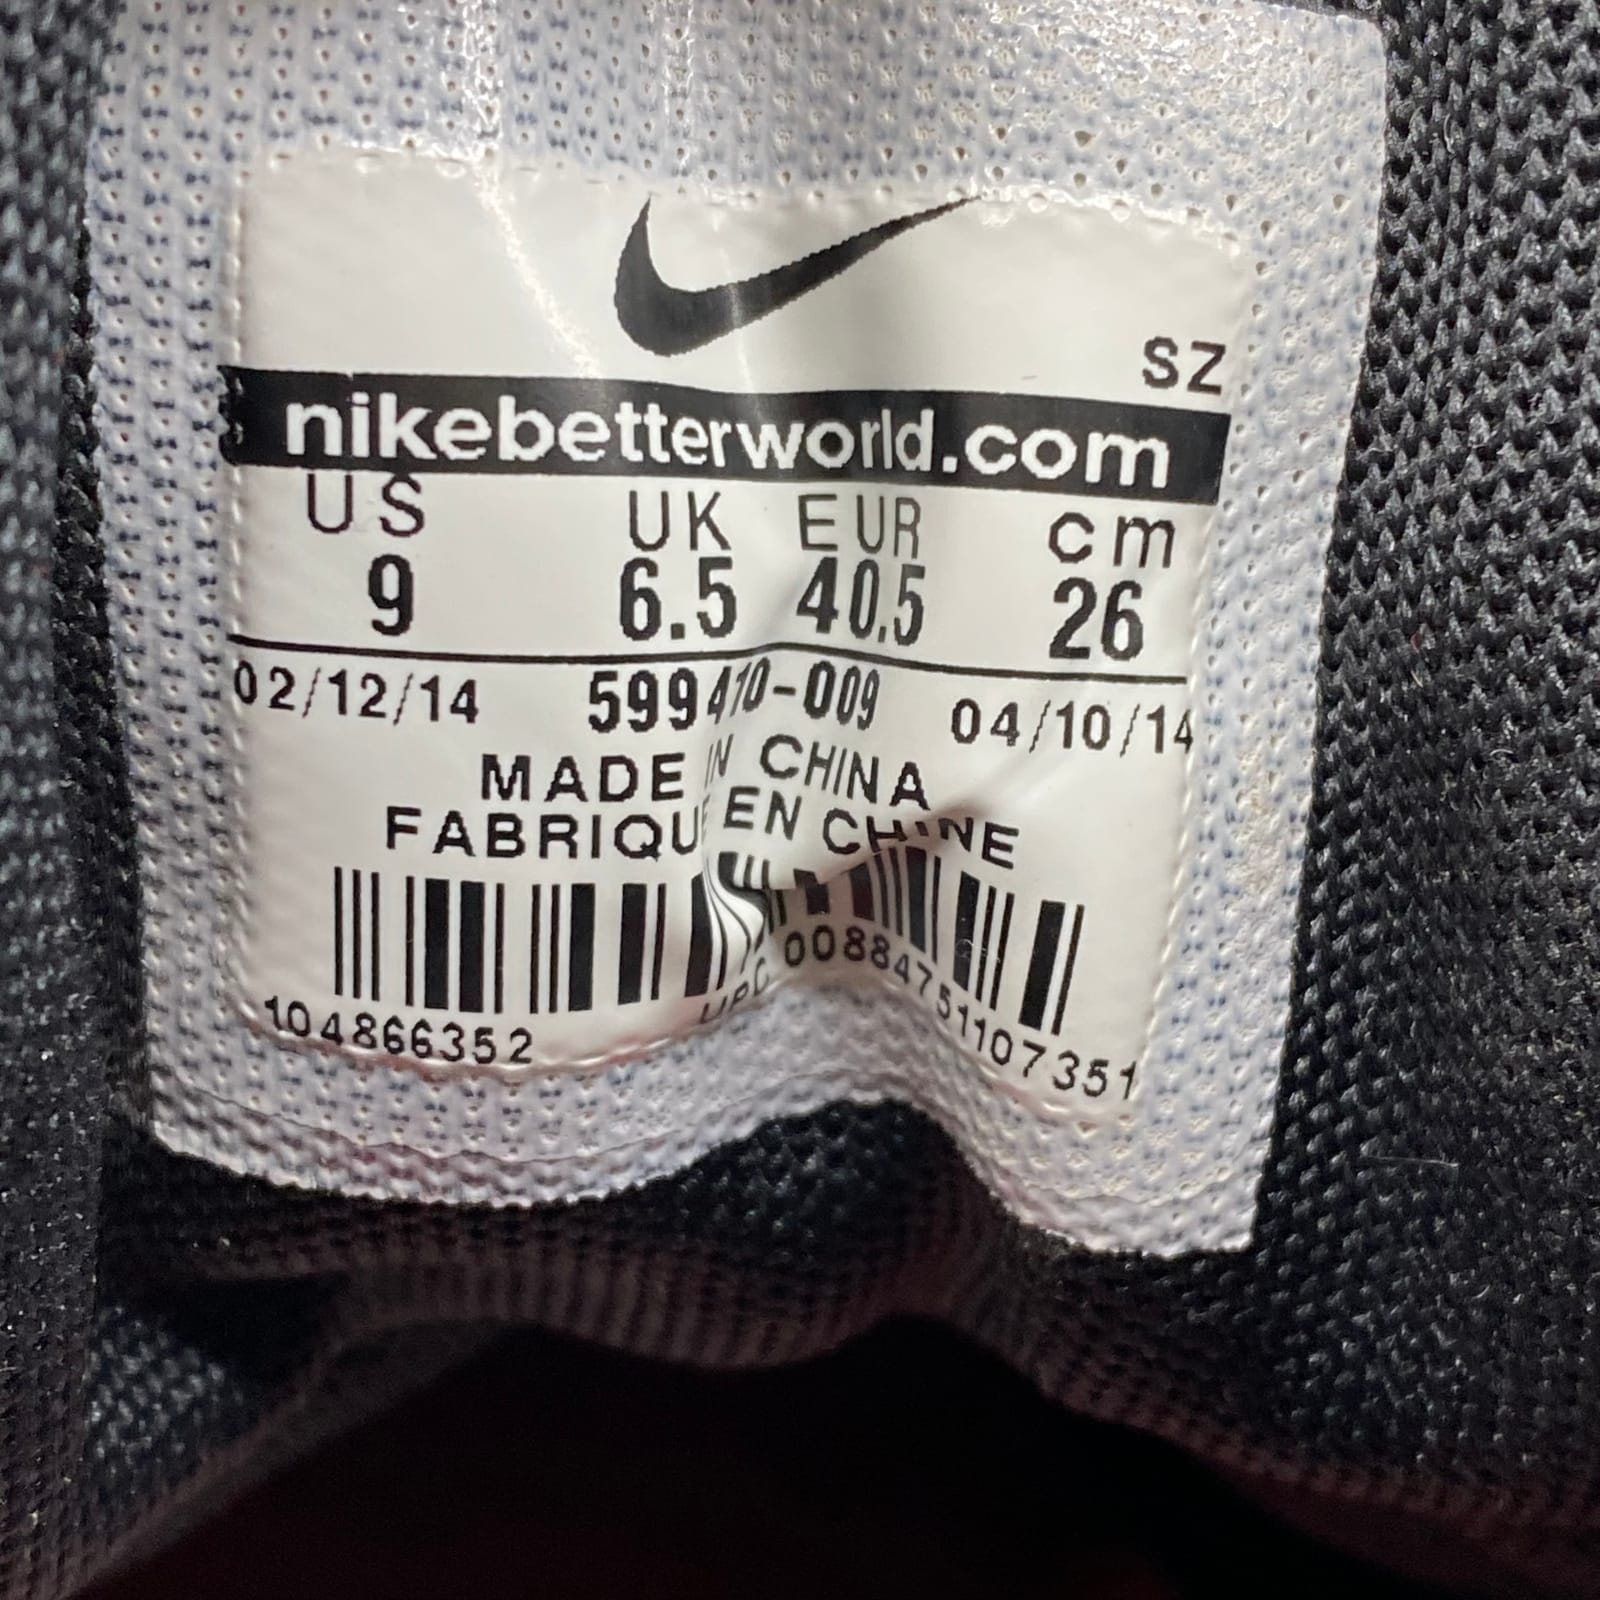 SZ
nikebetterworld.com
US UK EUR cm
9 6.5 40.5 26
02/12/14 599410-009 04/10/14
MADE IN CHINA
FABRIQUE EN CHINE
104866352 UPC 00884751107351